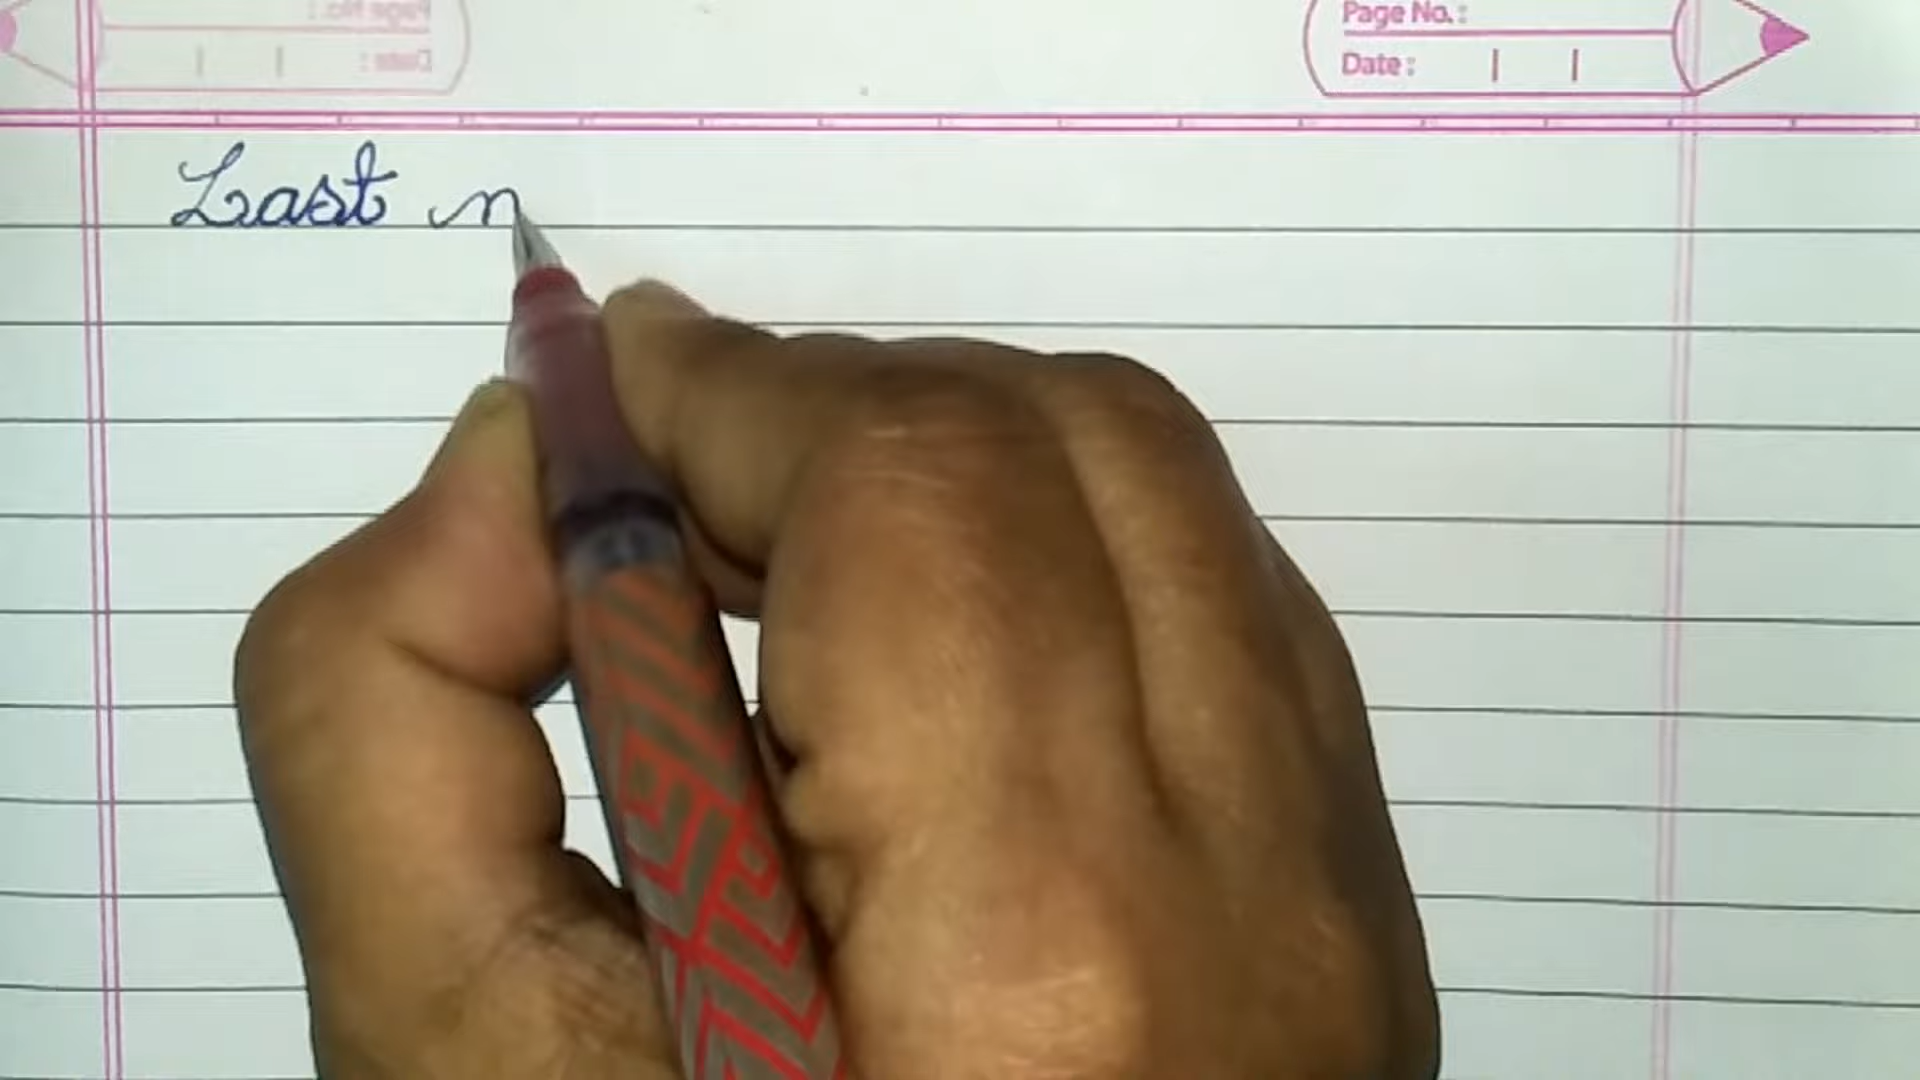 Page No. :
Date :
Last n